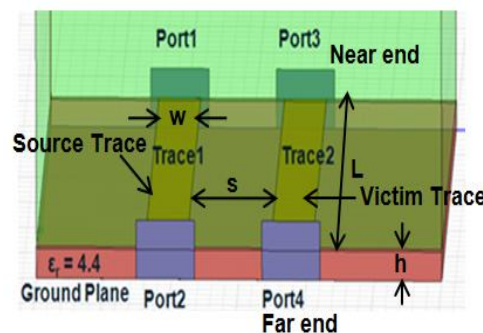 Port1
Port3
Near end
w
Source Trace
Trace1
Trace2
L
s
Victim Trace
εr = 4.4
h
Ground Plane
Port2
Port4
Far end